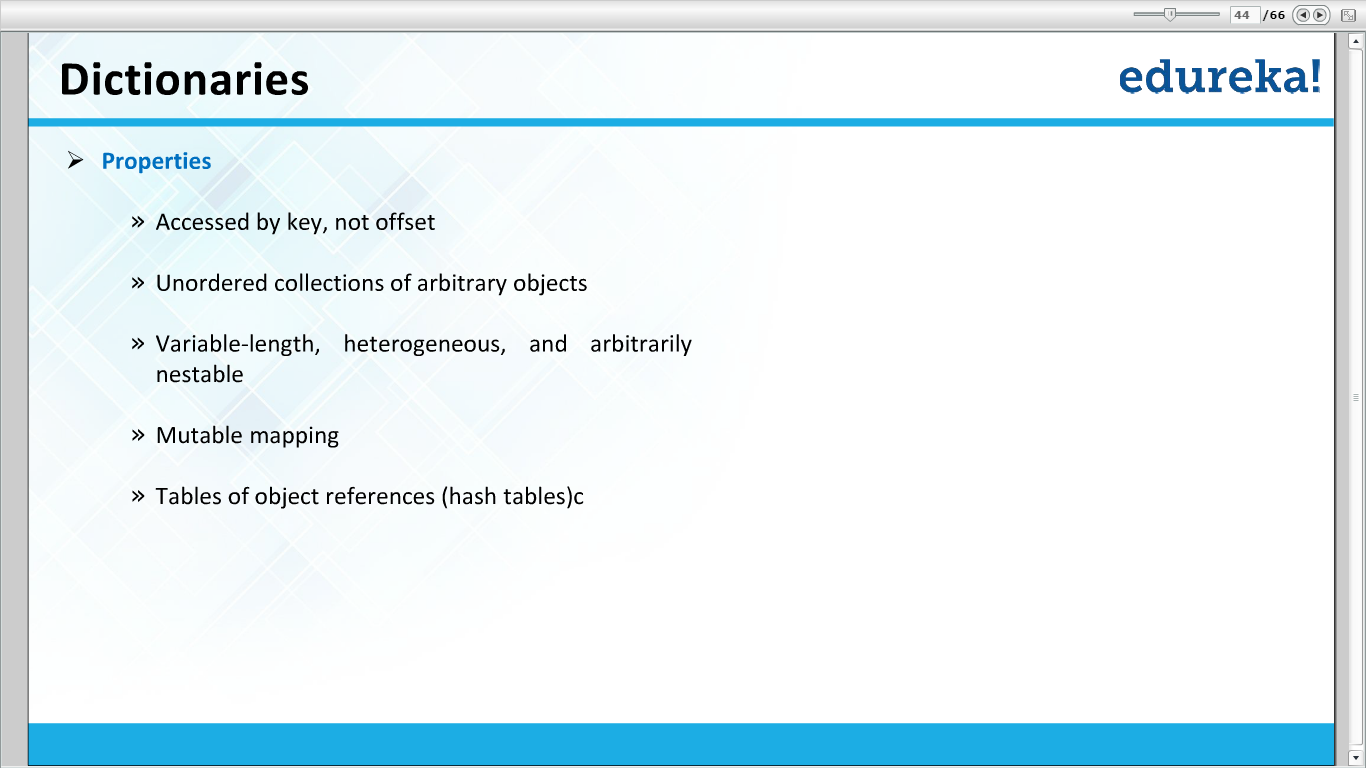 44 /66
Dictionaries
edureka!
Properties
» Accessed by key, not offset
» Unordered collections of arbitrary objects
» Variable-length, heterogeneous, and arbitrarily
nestable
» Mutable mapping
» Tables of object references (hash tables)c